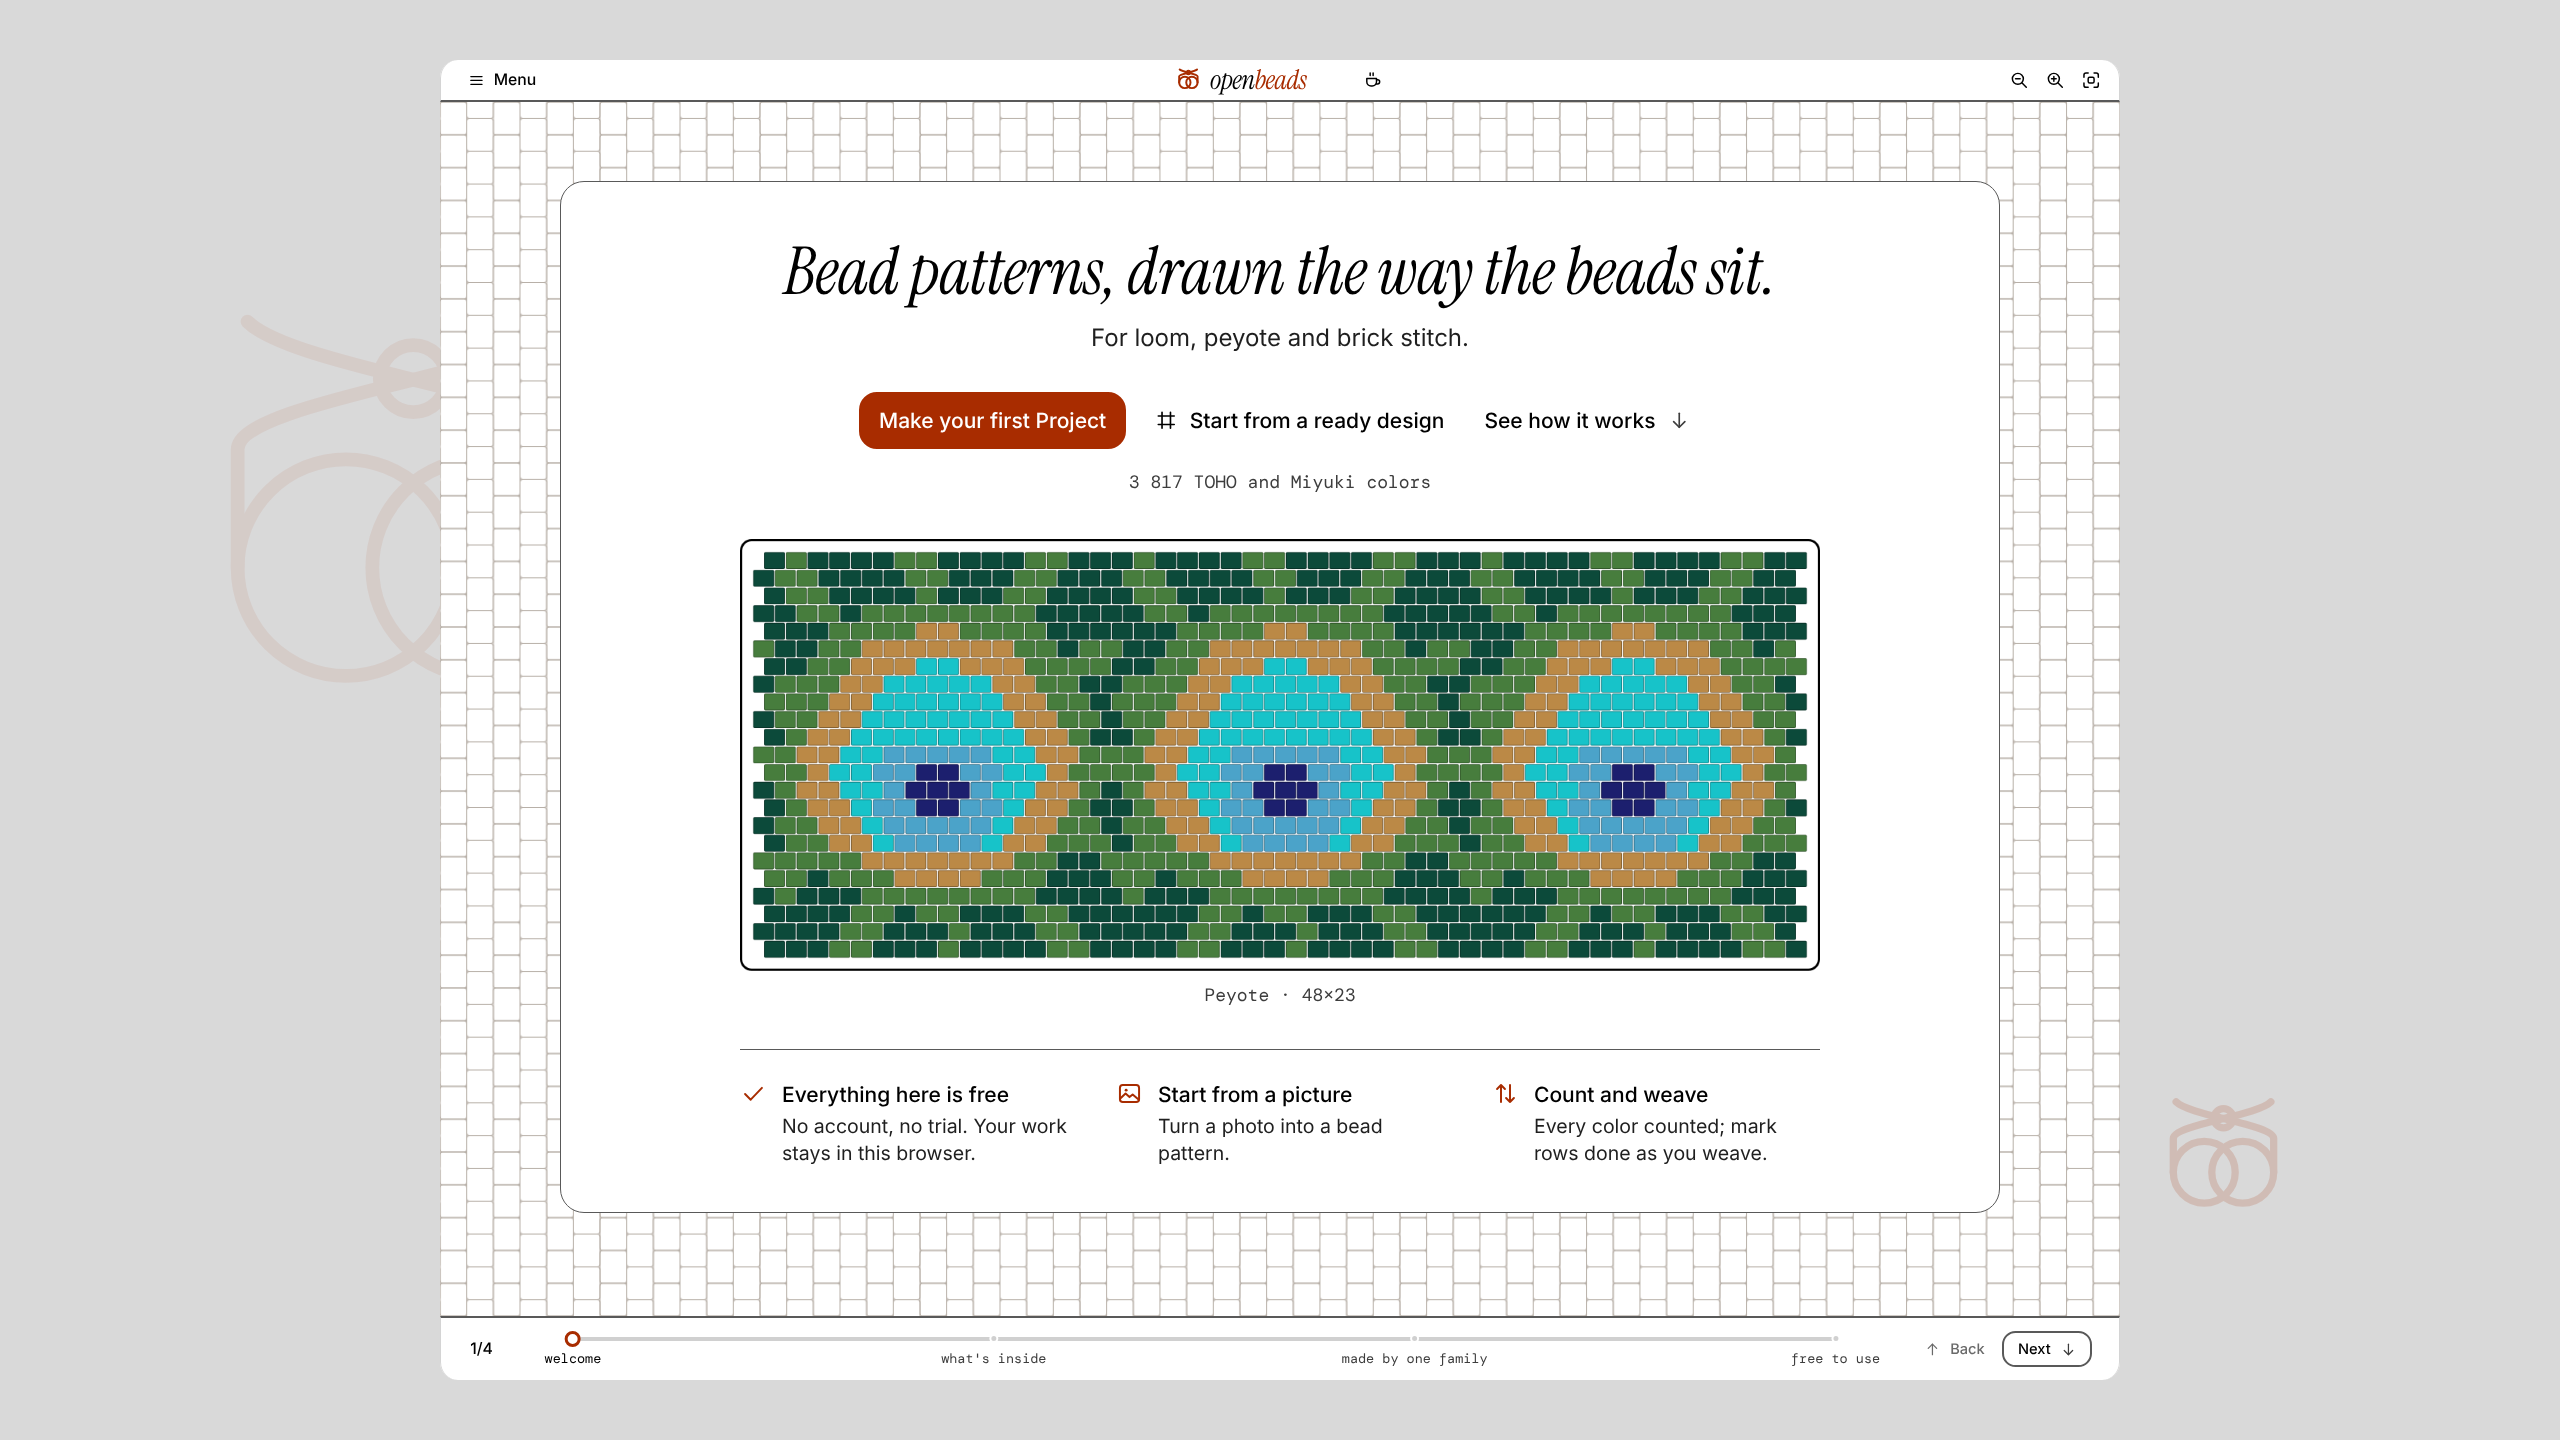 Menu
openbeads
Bead patterns, drawn the way the beads sit.
For loom, peyote and brick stitch.
Make your first Project
Start from a ready design
See how it works
3 817 TOHO and Miyuki colors
Peyote · 48×23
Everything here is free
No account, no trial. Your work
stays in this browser.
Start from a picture
Turn a photo into a bead
pattern.
Count and weave
Every color counted; mark
rows done as you weave.
1/4
welcome
what's inside
made by one family
free to use
Back
Next